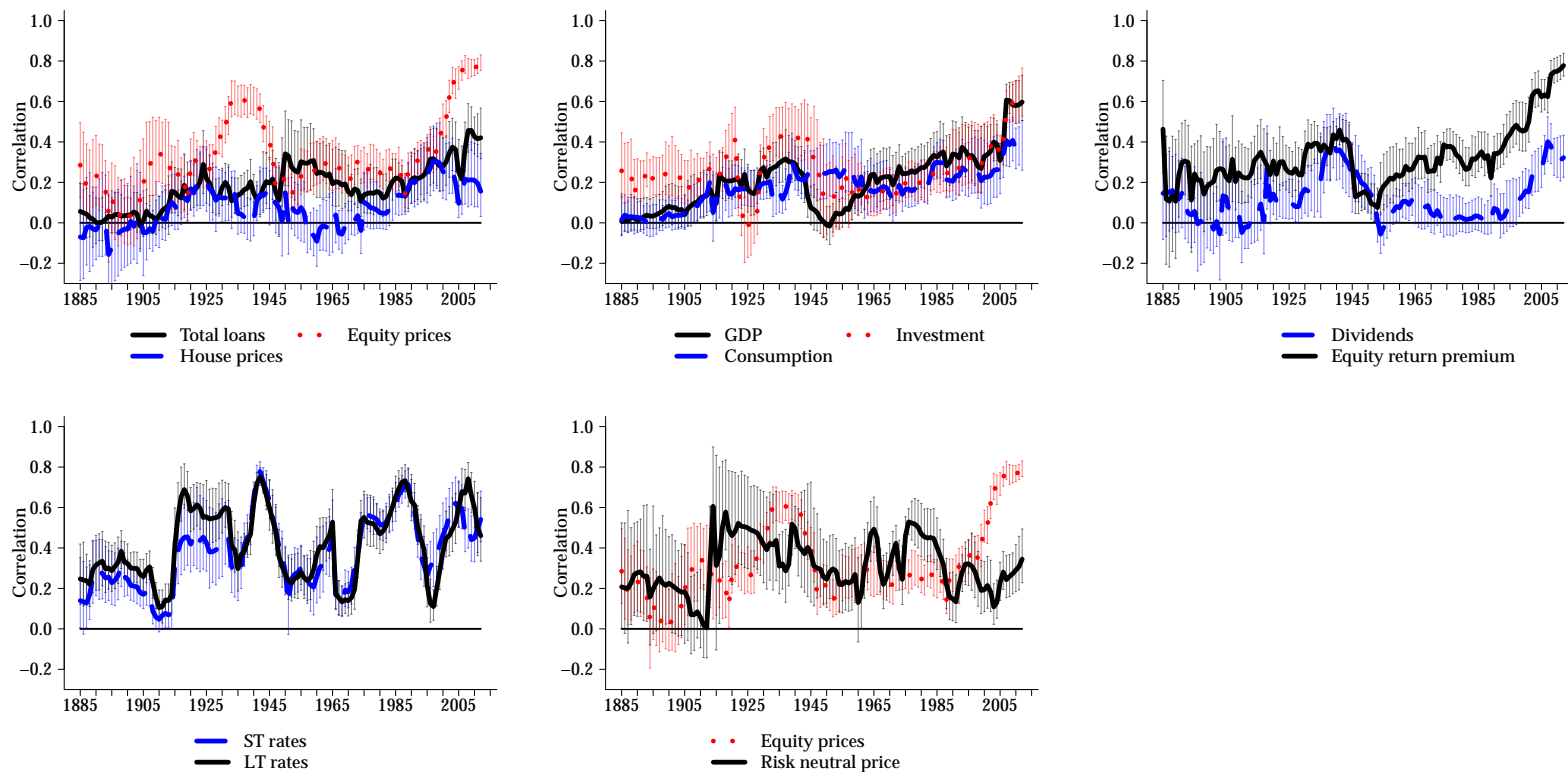 1.0
0.8
0.6
0.4
0.2
0.0
−0.2
Correlation
1885 1905 1925 1945 1965 1985 2005
Total loans
Equity prices
House prices
1.0
0.8
0.6
0.4
0.2
0.0
−0.2
Correlation
1885 1905 1925 1945 1965 1985 2005
GDP
Investment
Consumption
1.0
0.8
0.6
0.4
0.2
0.0
−0.2
Correlation
1885 1905 1925 1945 1965 1985 2005
Dividends
Equity return premium
1.0
0.8
0.6
0.4
0.2
0.0
−0.2
Correlation
1885 1905 1925 1945 1965 1985 2005
ST rates
LT rates
1.0
0.8
0.6
0.4
0.2
0.0
−0.2
Correlation
1885 1905 1925 1945 1965 1985 2005
Equity prices
Risk neutral price